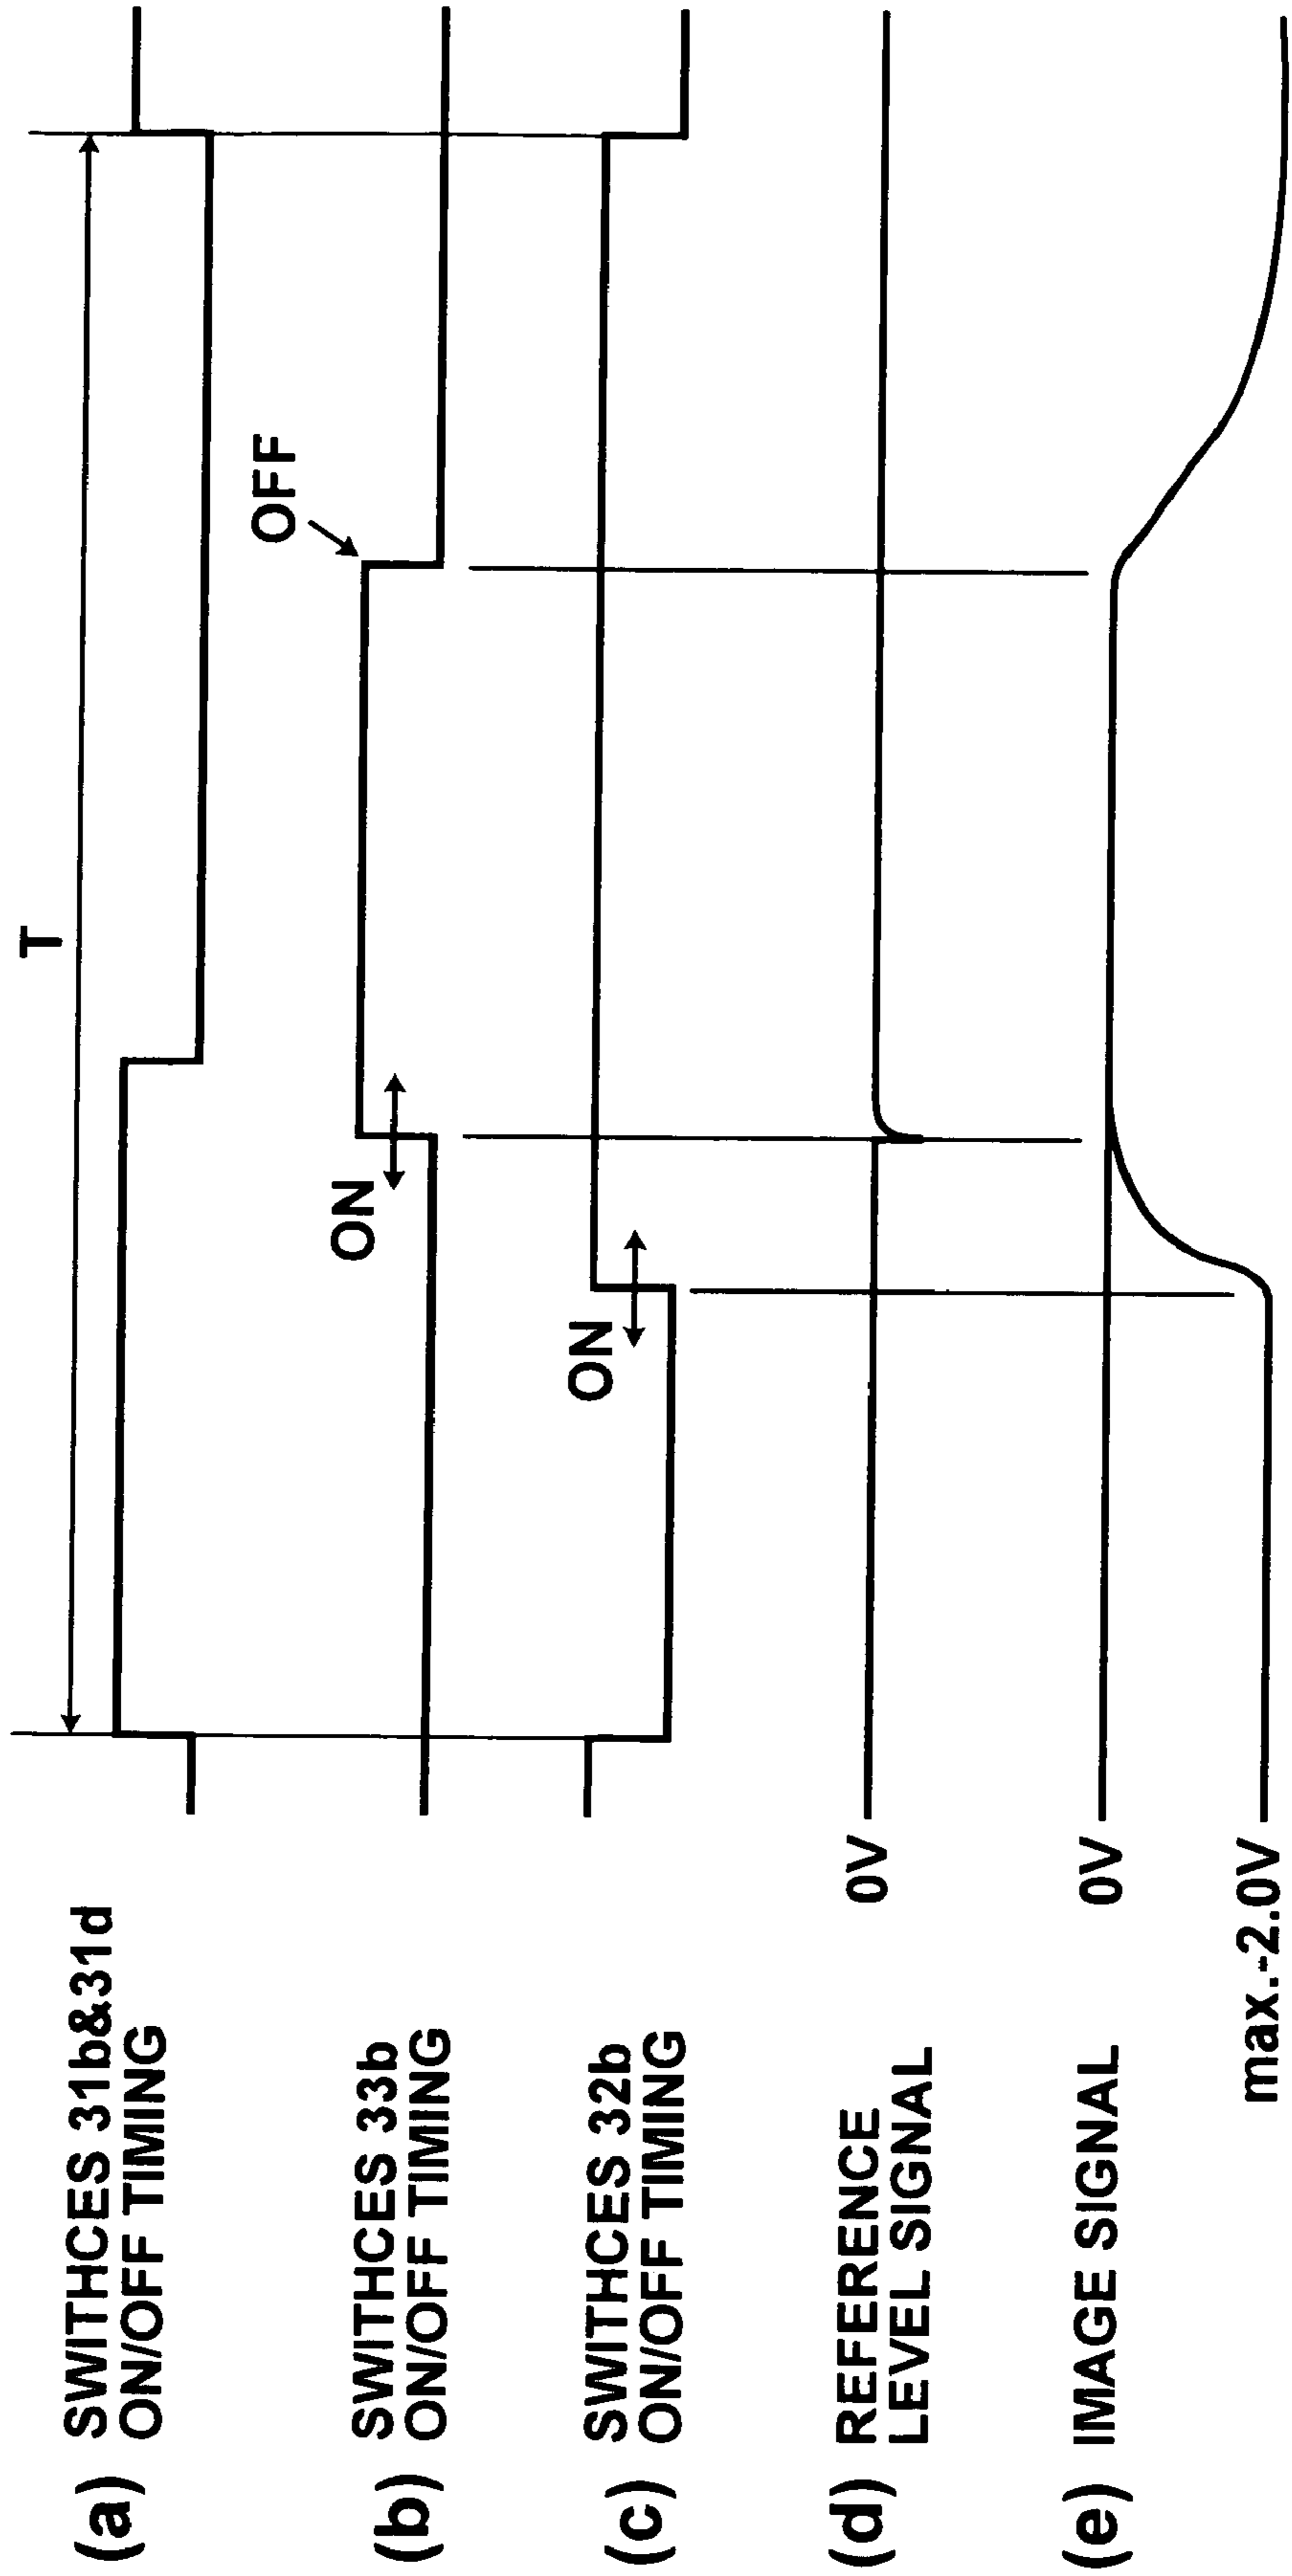 T
(a) SWITHCES 31b&31d
ON/OFF TIMING
OFF
(b) SWITHCES 33b
ON/OFF TIMING
ON
(c) SWITHCES 32b
ON/OFF TIMING
ON
(d) REFERENCE
LEVEL SIGNAL
0V
(e) IMAGE SIGNAL
0V
max.-2.0V